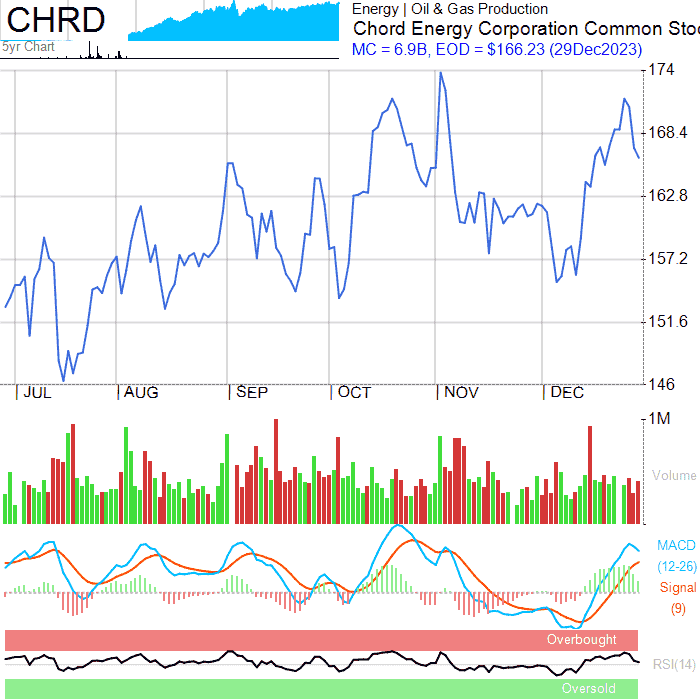 CHRD
5yr Chart
Energy | Oil & Gas Production
Chord Energy Corporation Common Stoc
MC = 6.9B, EOD = $166.23 (29Dec2023)
174
168.4
162.8
157.2
151.6
146
| JUL | AUG | SEP | OCT | NOV | DEC
1M
Volume
MACD
(12-26)
Signal
(9)
Overbought
RSI(14)
Oversold